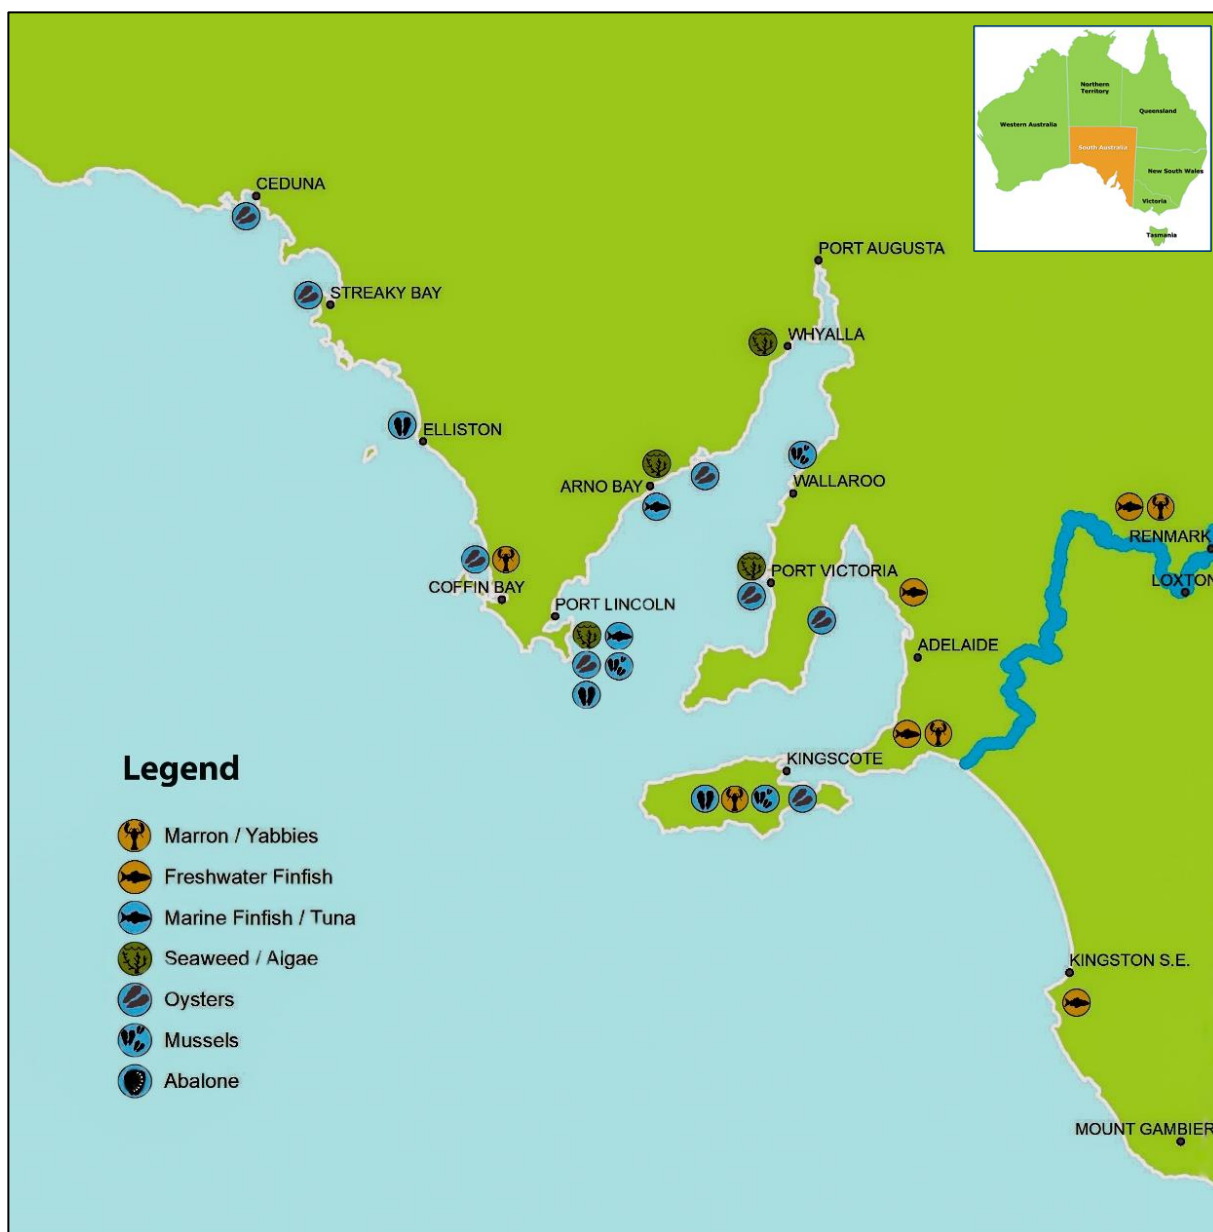 Northern
Territory
Queensland
Western Australia
South Australia
New South Wales
Victoria
Tasmania
CEDUNA
PORT AUGUSTA
STREAKY BAY
WHYALLA
ELLISTON
ARNO BAY
WALLAROO
RENMARK
COFFIN BAY
PORT VICTORIA
LOXTON
PORT LINCOLN
ADELAIDE
KINGSCOTE
Legend
Marron / Yabbies
Freshwater Finfish
Marine Finfish / Tuna
Seaweed / Algae
Oysters
Mussels
Abalone
KINGSTON S.E.
MOUNT GAMBIER